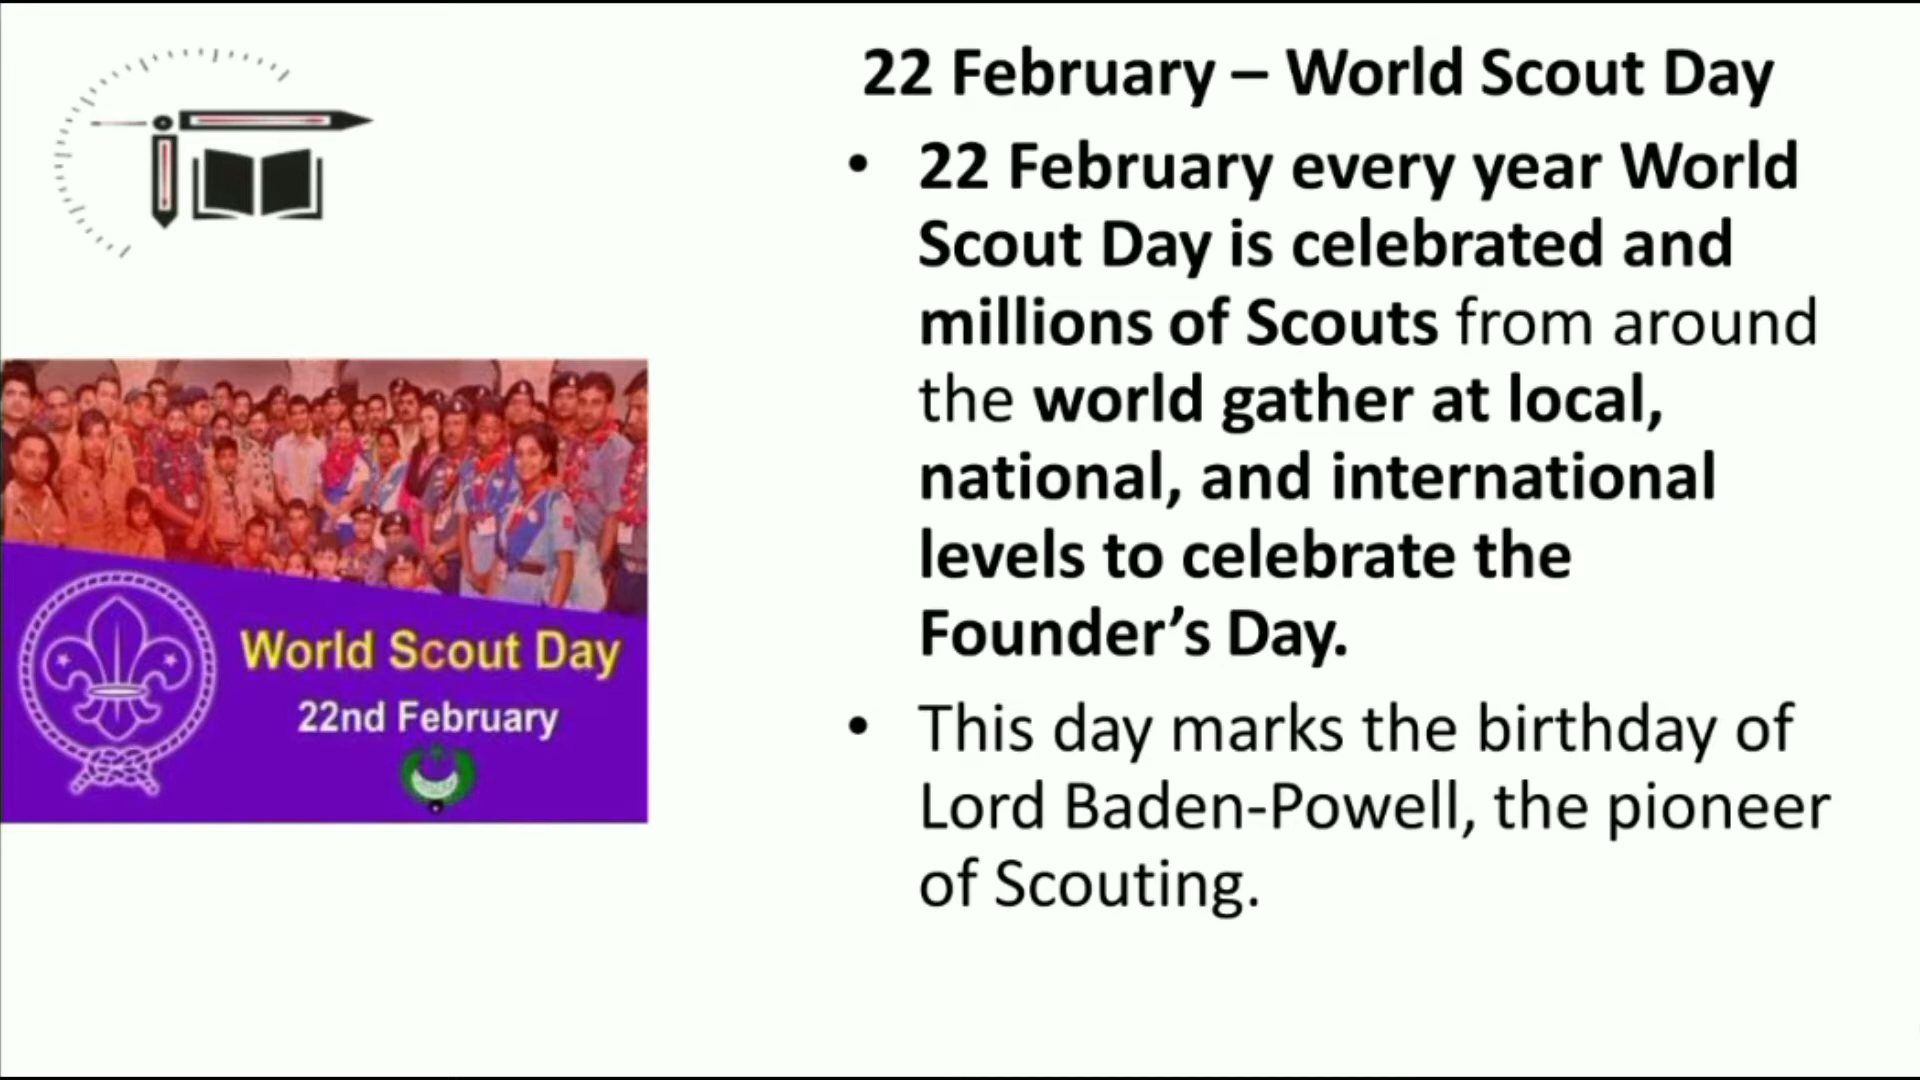 22 February – World Scout Day
• 22 February every year World
Scout Day is celebrated and
millions of Scouts from around
the world gather at local,
national, and international
levels to celebrate the
Founder’s Day.
• This day marks the birthday of
Lord Baden-Powell, the pioneer
of Scouting.
World Scout Day
22nd February